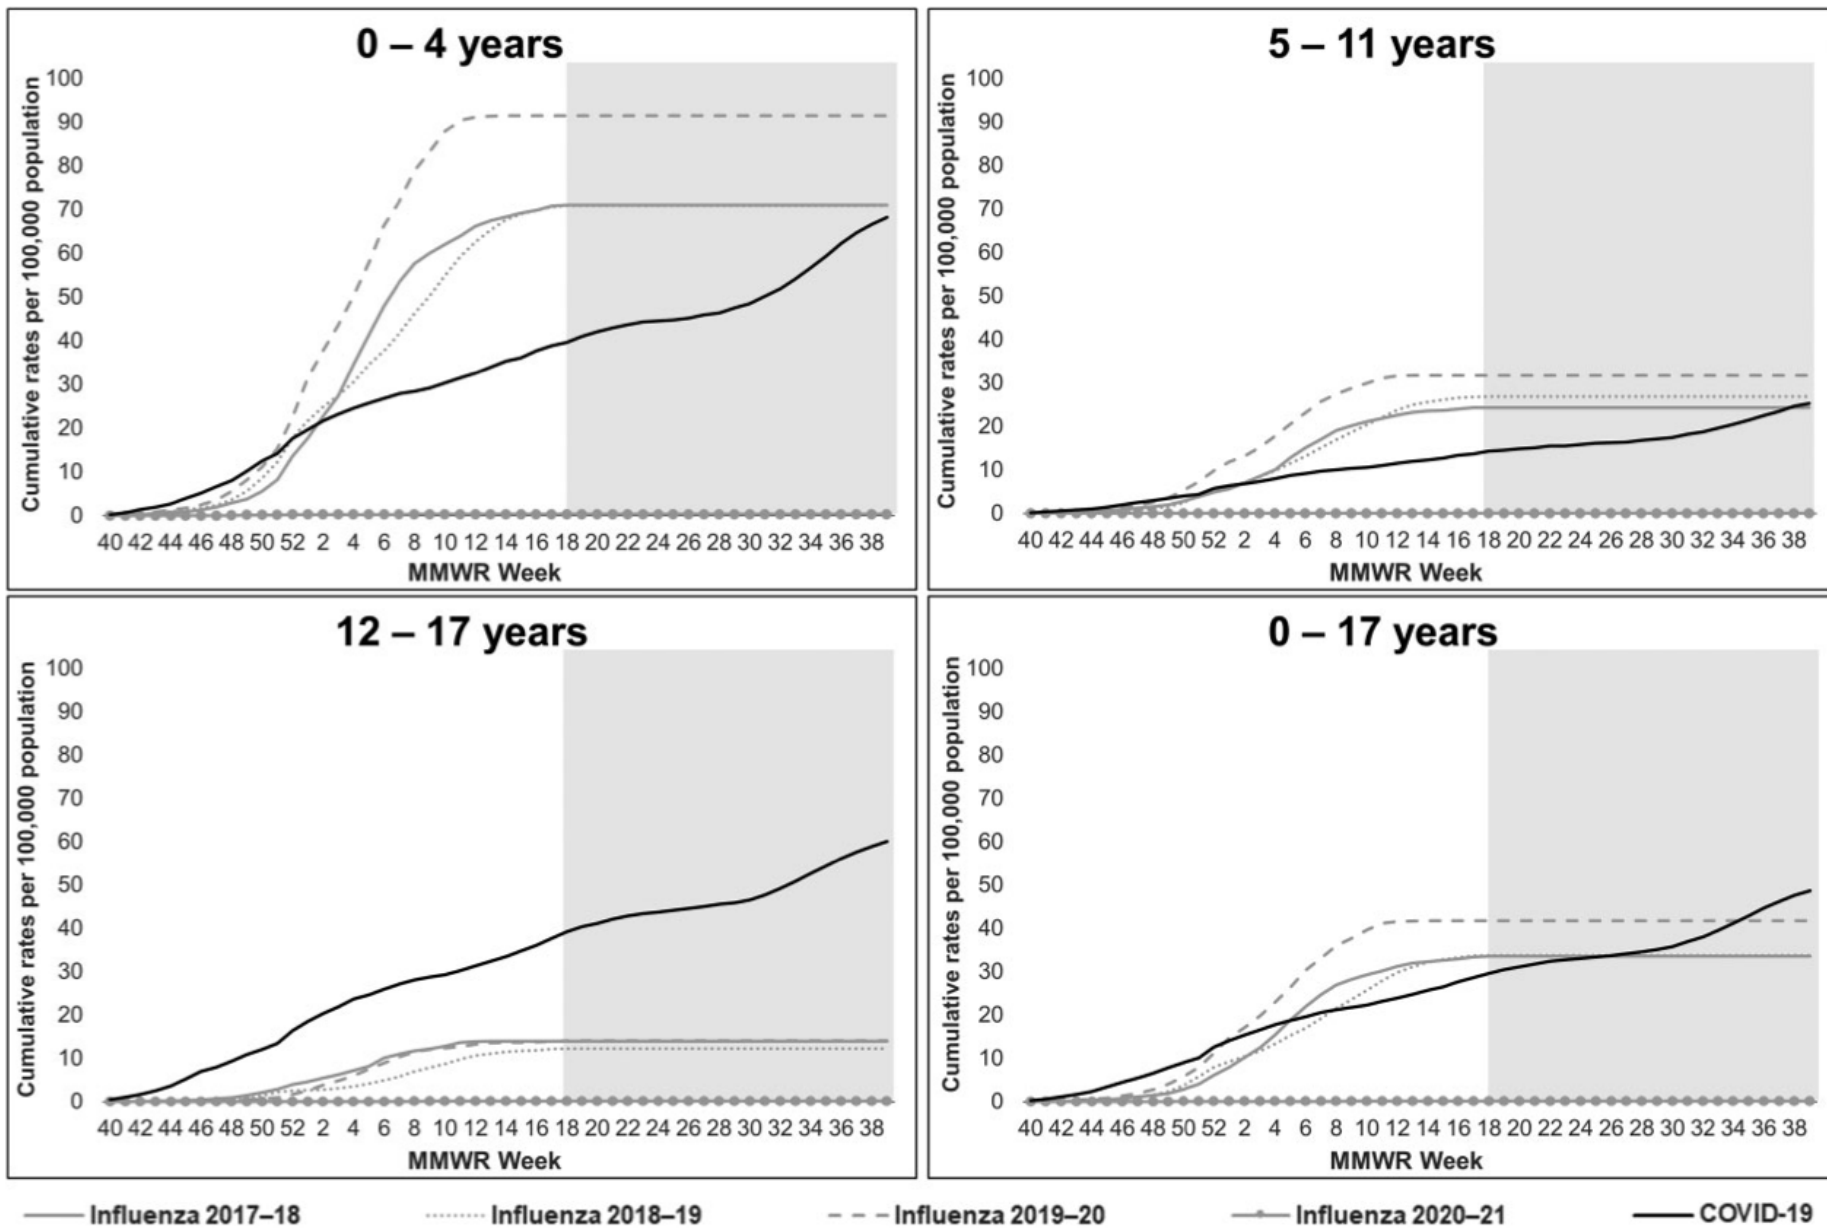 0 – 4 years
Cumulative rates per 100,000 population
100
90
80
70
60
50
40
30
20
10
0
40 42 44 46 48 50 52 2 4 6 8 10 12 14 16 18 20 22 24 26 28 30 32 34 36 38
MMWR Week
5 – 11 years
Cumulative rates per 100,000 population
100
90
80
70
60
50
40
30
20
10
0
40 42 44 46 48 50 52 2 4 6 8 10 12 14 16 18 20 22 24 26 28 30 32 34 36 38
MMWR Week
12 – 17 years
Cumulative rates per 100,000 population
100
90
80
70
60
50
40
30
20
10
0
40 42 44 46 48 50 52 2 4 6 8 10 12 14 16 18 20 22 24 26 28 30 32 34 36 38
MMWR Week
0 – 17 years
Cumulative rates per 100,000 population
100
90
80
70
60
50
40
30
20
10
0
40 42 44 46 48 50 52 2 4 6 8 10 12 14 16 18 20 22 24 26 28 30 32 34 36 38
MMWR Week
Influenza 2017–18 Influenza 2018–19 Influenza 2019–20 Influenza 2020–21 COVID-19